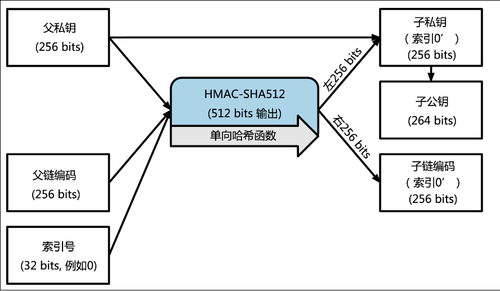 父私钥
(256 bits)
父链编码
(256 bits)
索引号
(32 bits, 例如0)
HMAC-SHA512
(512 bits 输出)
单向哈希函数
左256 bits
右256 bits
子私钥
（ 索引0’ ）
(256 bits)
子公钥
(264 bits)
子链编码
（ 索引0’ ）
(256 bits)